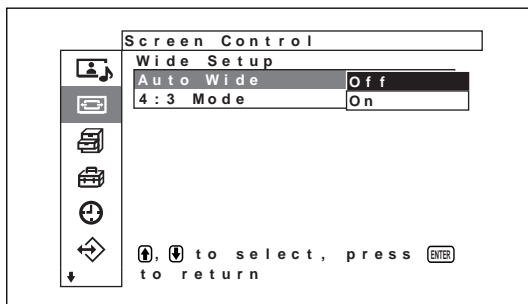 Screen Control
Wide Setup
Auto Wide Off
4:3 Mode On
, to select, press ENTER
to return